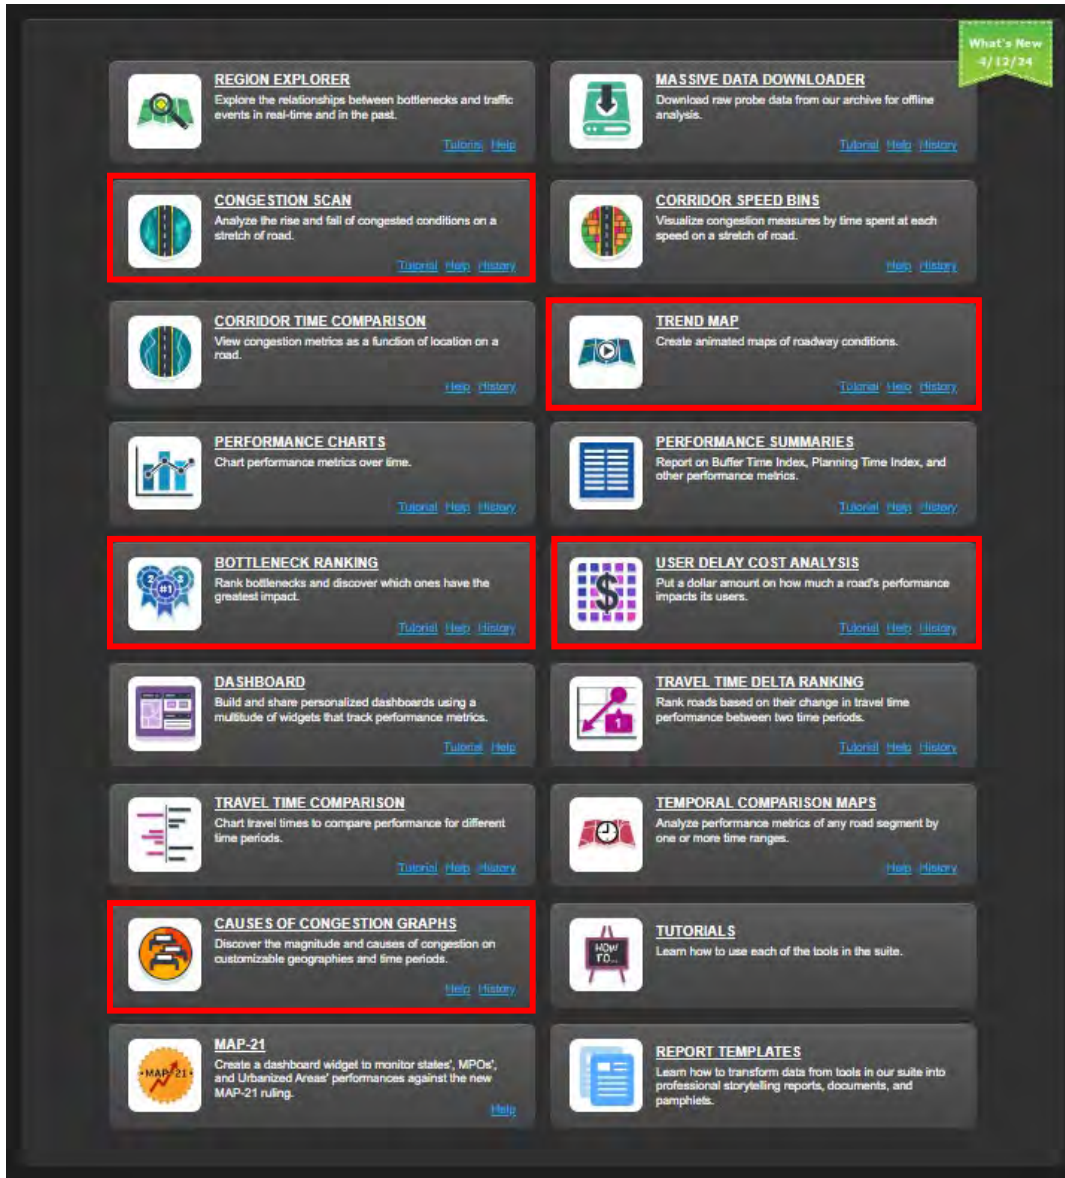 What's New
4/12/24
REGION EXPLORER
Explore the relationships between bottlenecks and traffic
events in real-time and in the past.
Tutorial Help
MASSIVE DATA DOWNLOADER
Download raw probe data from our archive for offline
analysis.
Tutorial Help History
CONGESTION SCAN
Analyze the rise and fall of congested conditions on a
stretch of road.
Tutorial Help History
CORRIDOR SPEED BINS
Visualize congestion measures by time spent at each
speed on a stretch of road.
Help History
CORRIDOR TIME COMPARISON
View congestion metrics as a function of location on a
road.
Help History
TREND MAP
Create animated maps of roadway conditions.
Tutorial Help History
PERFORMANCE CHARTS
Chart performance metrics over time.
Tutorial Help History
PERFORMANCE SUMMARIES
Report on Buffer Time Index, Planning Time Index, and
other performance metrics.
Tutorial Help History
2 3
#1
BOTTLENECK RANKING
Rank bottlenecks and discover which ones have the
greatest impact.
Tutorial Help History
$
USER DELAY COST ANALYSIS
Put a dollar amount on how much a road's performance
impacts its users.
Tutorial Help History
DASHBOARD
Build and share personalized dashboards using a
multitude of widgets that track performance metrics.
Tutorial Help
1
TRAVEL TIME DELTA RANKING
Rank roads based on their change in travel time
performance between two time periods.
Tutorial Help History
TRAVEL TIME COMPARISON
Chart travel times to compare performance for different
time periods.
Tutorial Help History
TEMPORAL COMPARISON MAPS
Analyze performance metrics of any road segment by
one or more time ranges.
Help History
CAUSES OF CONGESTION GRAPHS
Discover the magnitude and causes of congestion on
customizable geographies and time periods.
Help History
HOW
TO...
TUTORIALS
Learn how to use each of the tools in the suite.
MAP-21
MAP-21
Create a dashboard widget to monitor states', MPOs',
and Urbanized Areas' performances against the new
MAP-21 ruling.
Help
REPORT TEMPLATES
Learn how to transform data from tools in our suite into
professional storytelling reports, documents, and
pamphlets.